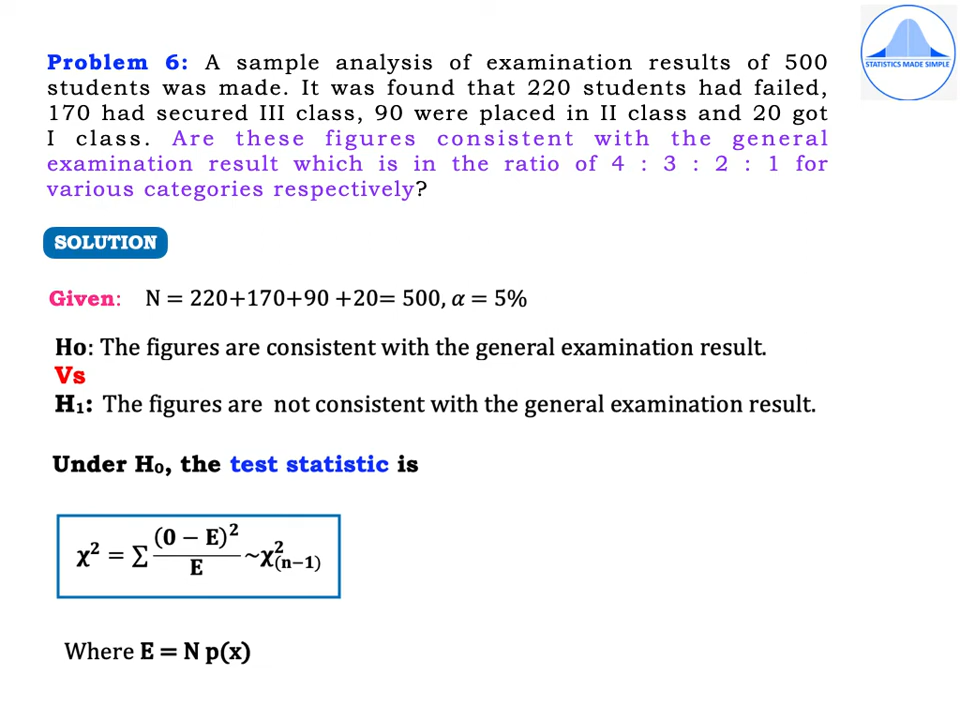 STATISTICS MADE SIMPLE
Problem 6: A sample analysis of examination results of 500
students was made. It was found that 220 students had failed,
170 had secured III class, 90 were placed in II class and 20 got
I class. Are these figures consistent with the general
examination result which is in the ratio of 4 : 3 : 2 : 1 for
various categories respectively?
SOLUTION
Given: N = 220+170+90 +20= 500, α = 5%
Ho: The figures are consistent with the general examination result.
Vs
H₁: The figures are not consistent with the general examination result.
Under H₀, the test statistic is
χ² = Σ (O − E)² / E ~ χ²₍ₙ₋₁₎
Where E = N p(x)